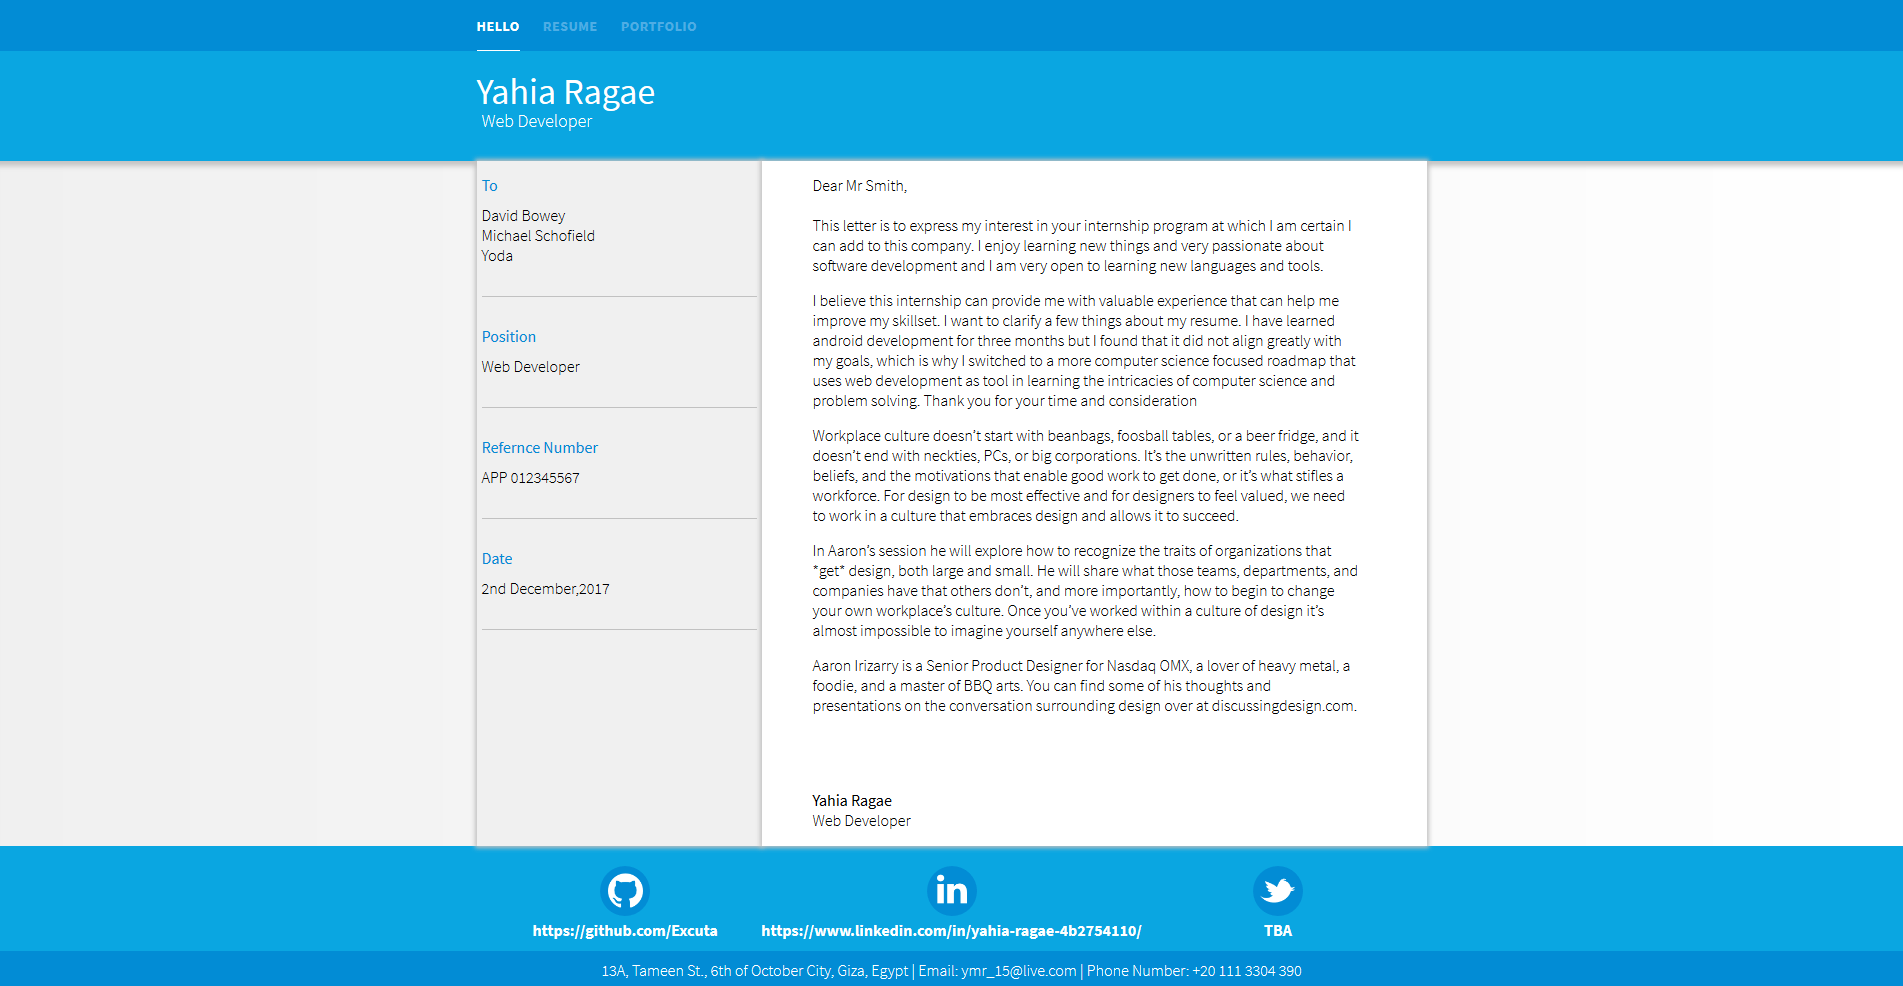 HELLO RESUME PORTFOLIO
Yahia Ragae
Web Developer
To
David Bowey
Michael Schofield
Yoda
Position
Web Developer
Refernce Number
APP 012345567
Date
2nd December,2017
Dear Mr Smith,
This letter is to express my interest in your internship program at which I am certain I
can add to this company. I enjoy learning new things and very passionate about
software development and I am very open to learning new languages and tools.
I believe this internship can provide me with valuable experience that can help me
improve my skillset. I want to clarify a few things about my resume. I have learned
android development for three months but I found that it did not align greatly with
my goals, which is why I switched to a more computer science focused roadmap that
uses web development as tool in learning the intricacies of computer science and
problem solving. Thank you for your time and consideration
Workplace culture doesn’t start with beanbags, foosball tables, or a beer fridge, and it
doesn’t end with neckties, PCs, or big corporations. It’s the unwritten rules, behavior,
beliefs, and the motivations that enable good work to get done, or it’s what stifles a
workforce. For design to be most effective and for designers to feel valued, we need
to work in a culture that embraces design and allows it to succeed.
In Aaron’s session he will explore how to recognize the traits of organizations that
*get* design, both large and small. He will share what those teams, departments, and
companies have that others don’t, and more importantly, how to begin to change
your own workplace’s culture. Once you’ve worked within a culture of design it’s
almost impossible to imagine yourself anywhere else.
Aaron Irizarry is a Senior Product Designer for Nasdaq OMX, a lover of heavy metal, a
foodie, and a master of BBQ arts. You can find some of his thoughts and
presentations on the conversation surrounding design over at discussingdesign.com.
Yahia Ragae
Web Developer
in
https://github.com/Excuta https://www.linkedin.com/in/yahia-ragae-4b2754110/ TBA
13A, Tameen St., 6th of October City, Giza, Egypt | Email: ymr_15@live.com | Phone Number: +20 111 3304 390